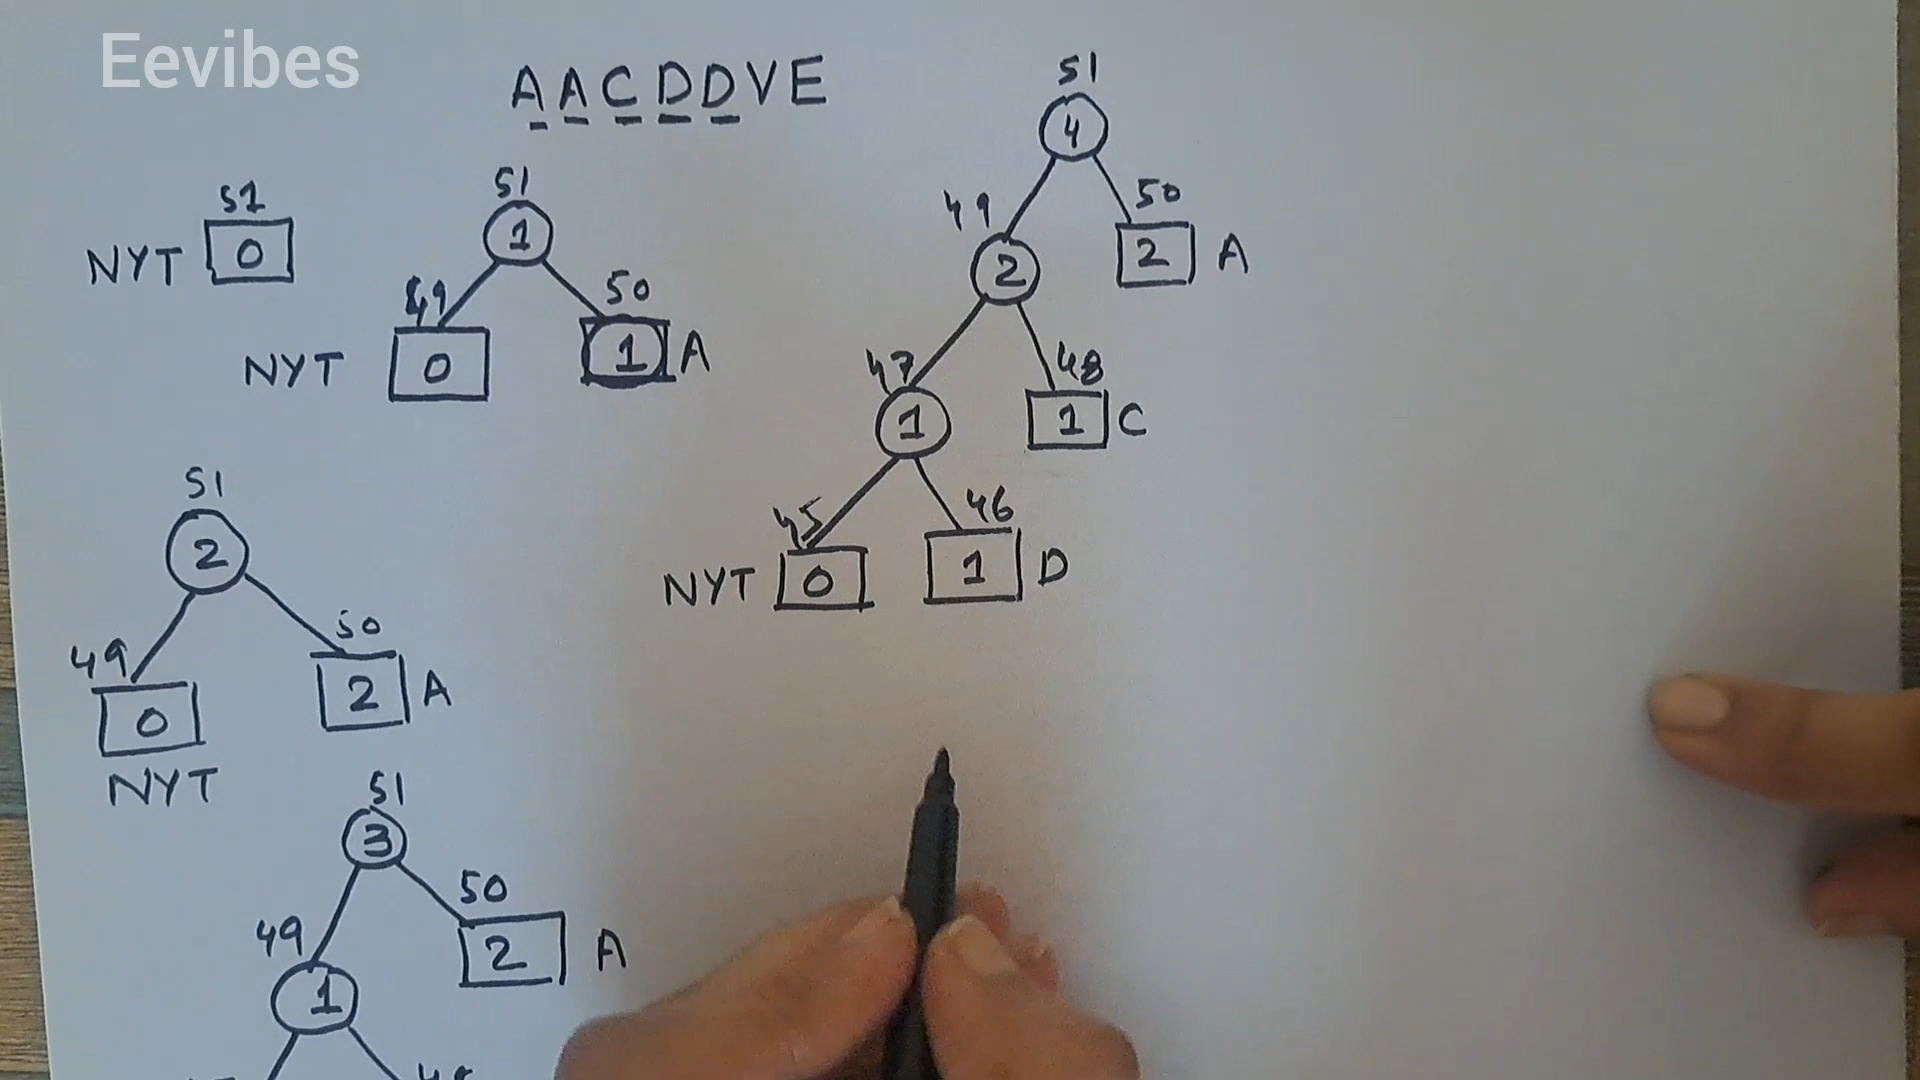 Eevibes
AACDDVE
51
NYT 0
51
1
49 50
NYT 0 1 A
51
2
49 50
0 2 A
NYT
51
3
50
49 2 A
1
51
4
49 50
2 2 A
47 48
1 1 C
45 46
NYT 0 1 D